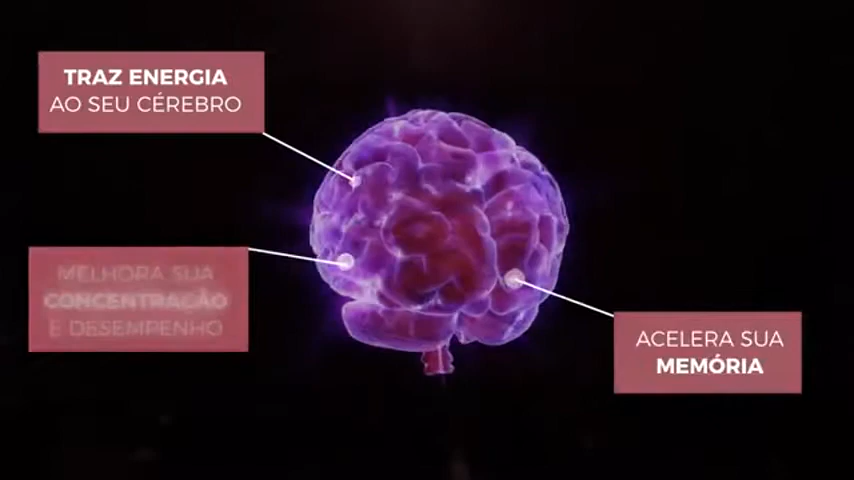 TRAZ ENERGIA
AO SEU CÉREBRO
MELHORA SUA
CONCENTRAÇÃO
E DESEMPENHO
ACELERA SUA
MEMÓRIA